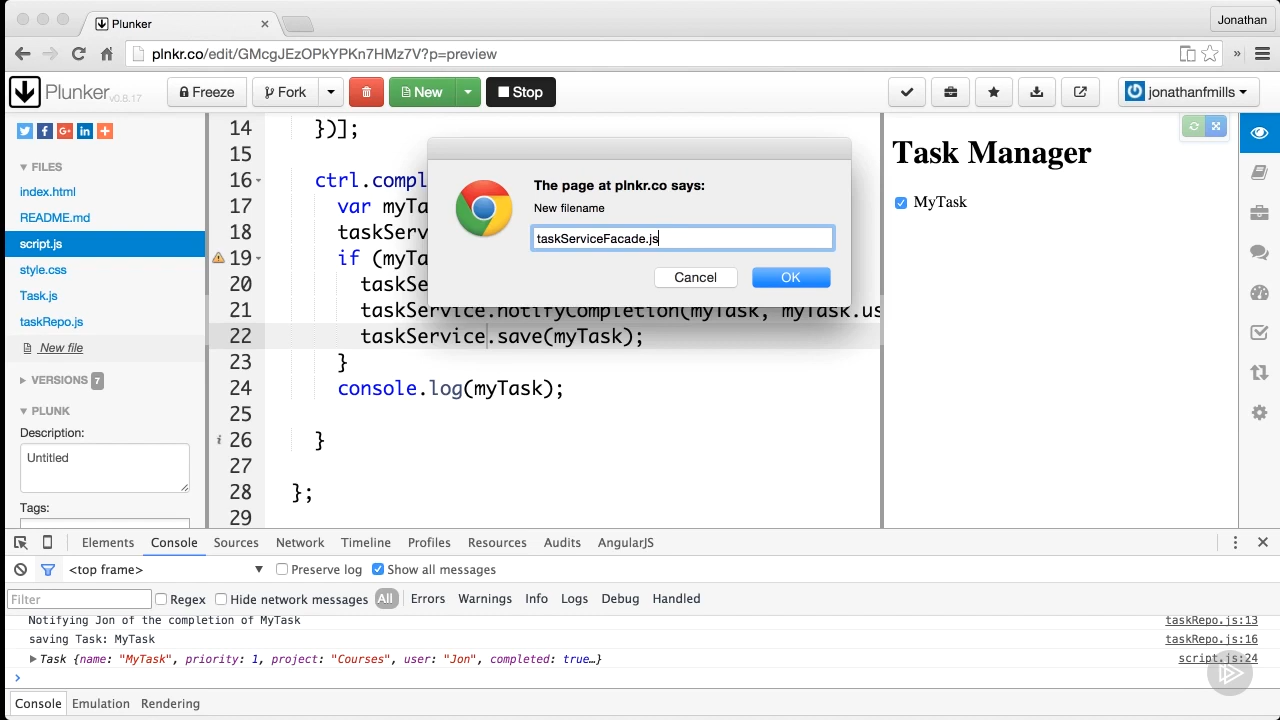 Plunker
Jonathan
plnkr.co/edit/GMcgJEzOPkYPKn7HMz7V?p=preview
Plunker v0.8.17 Freeze Fork New Stop jonathanfmills
FILES
index.html
README.md
script.js
style.css
Task.js
taskRepo.js
New file
VERSIONS 7
PLUNK
Description:
Untitled
Tags:
14 })];
15
16 ctrl.compl
17 var myTa
18 taskServ
19 if (myTa
20 taskSe
21 taskService.notifyCompletion(myTask, myTask.us
22 taskService.save(myTask);
23 }
24 console.log(myTask);
25
26 }
27
28 };
29
The page at plnkr.co says:
New filename
taskServiceFacade.js
Cancel OK
Task Manager
MyTask
Elements Console Sources Network Timeline Profiles Resources Audits AngularJS
<top frame> Preserve log Show all messages
Filter Regex Hide network messages All Errors Warnings Info Logs Debug Handled
Notifying Jon of the completion of MyTask taskRepo.js:13
saving Task: MyTask taskRepo.js:16
Task {name: "MyTask", priority: 1, project: "Courses", user: "Jon", completed: true…} script.js:24
Console Emulation Rendering